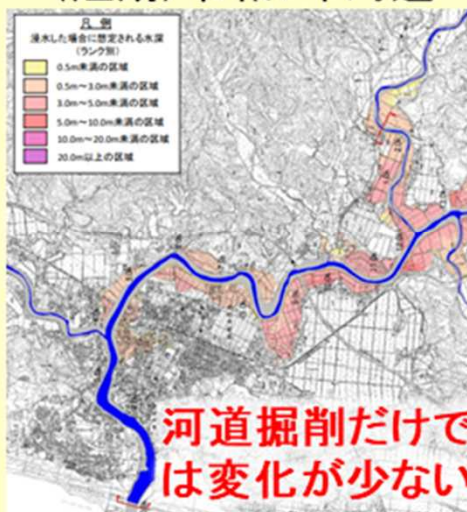 凡 例
浸水した場合に想定される水深
(ランク別)
0.5m未満の区域
0.5m~3.0m未満の区域
3.0m~5.0m未満の区域
5.0m~10.0m未満の区域
10.0m~20.0m未満の区域
20.0m以上の区域
河道掘削だけで
は変化が少ない